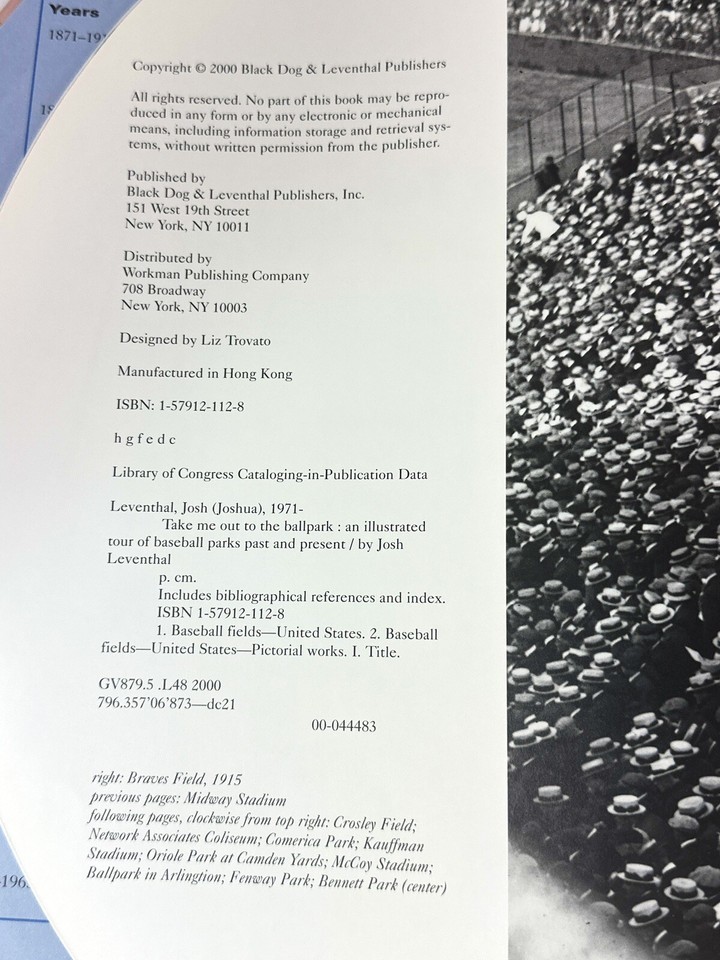 Years
1871–19
Copyright © 2000 Black Dog & Leventhal Publishers
All rights reserved. No part of this book may be repro-
duced in any form or by any electronic or mechanical
means, including information storage and retrieval sys-
tems, without written permission from the publisher.
Published by
Black Dog & Leventhal Publishers, Inc.
151 West 19th Street
New York, NY 10011
Distributed by
Workman Publishing Company
708 Broadway
New York, NY 10003
Designed by Liz Trovato
Manufactured in Hong Kong
ISBN: 1-57912-112-8
h g f e d c
Library of Congress Cataloging-in-Publication Data
Leventhal, Josh (Joshua), 1971-
Take me out to the ballpark : an illustrated
tour of baseball parks past and present / by Josh
Leventhal
p. cm.
Includes bibliographical references and index.
ISBN 1-57912-112-8
1. Baseball fields—United States. 2. Baseball
fields—United States—Pictorial works. I. Title.
GV879.5 .L48 2000
796.357'06'873—dc21
00-044483
right: Braves Field, 1915
previous pages: Midway Stadium
following pages, clockwise from top right: Crosley Field;
Network Associates Coliseum; Comerica Park; Kauffman
Stadium; Oriole Park at Camden Yards; McCoy Stadium;
Ballpark in Arlington; Fenway Park; Bennett Park (center)